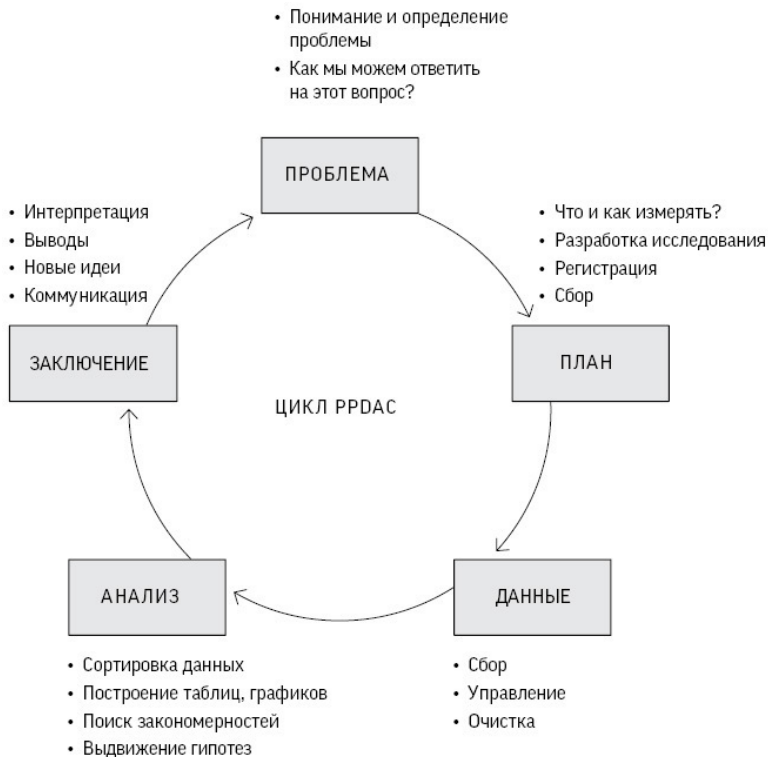 • Понимание и определение
проблемы
• Как мы можем ответить
на этот вопрос?
ПРОБЛЕМА
• Что и как измерять?
• Разработка исследования
• Регистрация
• Сбор
ПЛАН
• Интерпретация
• Выводы
• Новые идеи
• Коммуникация
ЗАКЛЮЧЕНИЕ
ЦИКЛ PPDAC
АНАЛИЗ
• Сортировка данных
• Построение таблиц, графиков
• Поиск закономерностей
• Выдвижение гипотез
ДАННЫЕ
• Сбор
• Управление
• Очистка